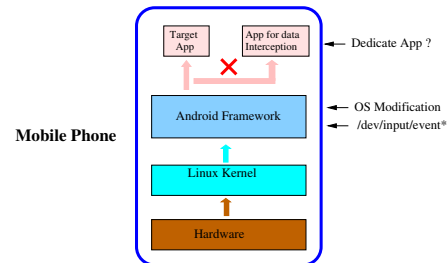 Target
App
App for data
Interception
Dedicate App ?
Android Framework
OS Modification
/dev/input/event*
Mobile Phone
Linux Kernel
Hardware